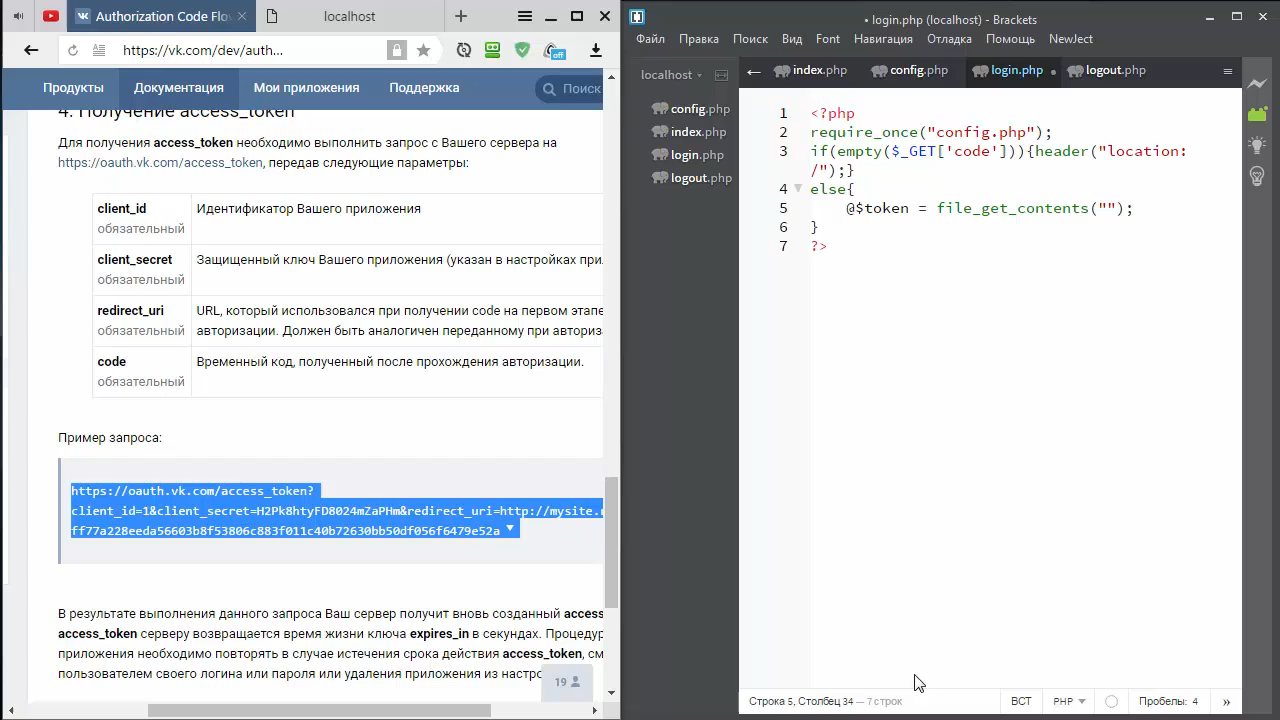 Authorization Code Flo
localhost
https://vk.com/dev/auth...
off
Продукты
Документация
Мои приложения
Поддержка
Поиск
4. Получение access_token
Для получения access_token необходимо выполнить запрос с Вашего сервера на
https://oauth.vk.com/access_token, передав следующие параметры:
client_id
обязательный
Идентификатор Вашего приложения
client_secret
обязательный
Защищенный ключ Вашего приложения (указан в настройках при
redirect_uri
обязательный
URL, который использовался при получении code на первом этапе
авторизации. Должен быть аналогичен переданному при авториз
code
обязательный
Временный код, полученный после прохождения авторизации.
Пример запроса:
https://oauth.vk.com/access_token?
client_id=1&client_secret=H2Pk8htyFD8024mZaPHm&redirect_uri=http://mysite.
ff77a228eeda56603b8f53806c883f011c40b72630bb50df056f6479e52a
В результате выполнения данного запроса Ваш сервер получит вновь созданный access
access_token серверу возвращается время жизни ключа expires_in в секундах. Процедур
приложения необходимо повторять в случае истечения срока действия access_token, см
пользователем своего логина или пароля или удаления приложения из настро
19
• login.php (localhost) - Brackets
Файл
Правка
Поиск
Вид
Font
Навигация
Отладка
Помощь
NewJect
localhost
config.php
index.php
login.php
logout.php
index.php
config.php
login.php
logout.php
1 <?php
2 require_once("config.php");
3 if(empty($_GET['code'])){header("location:
/");}
4 else{
5 @$token = file_get_contents("");
6 }
7 ?>
Строка 5, Столбец 34 — 7 строк
ВСТ
PHP
Пробелы: 4